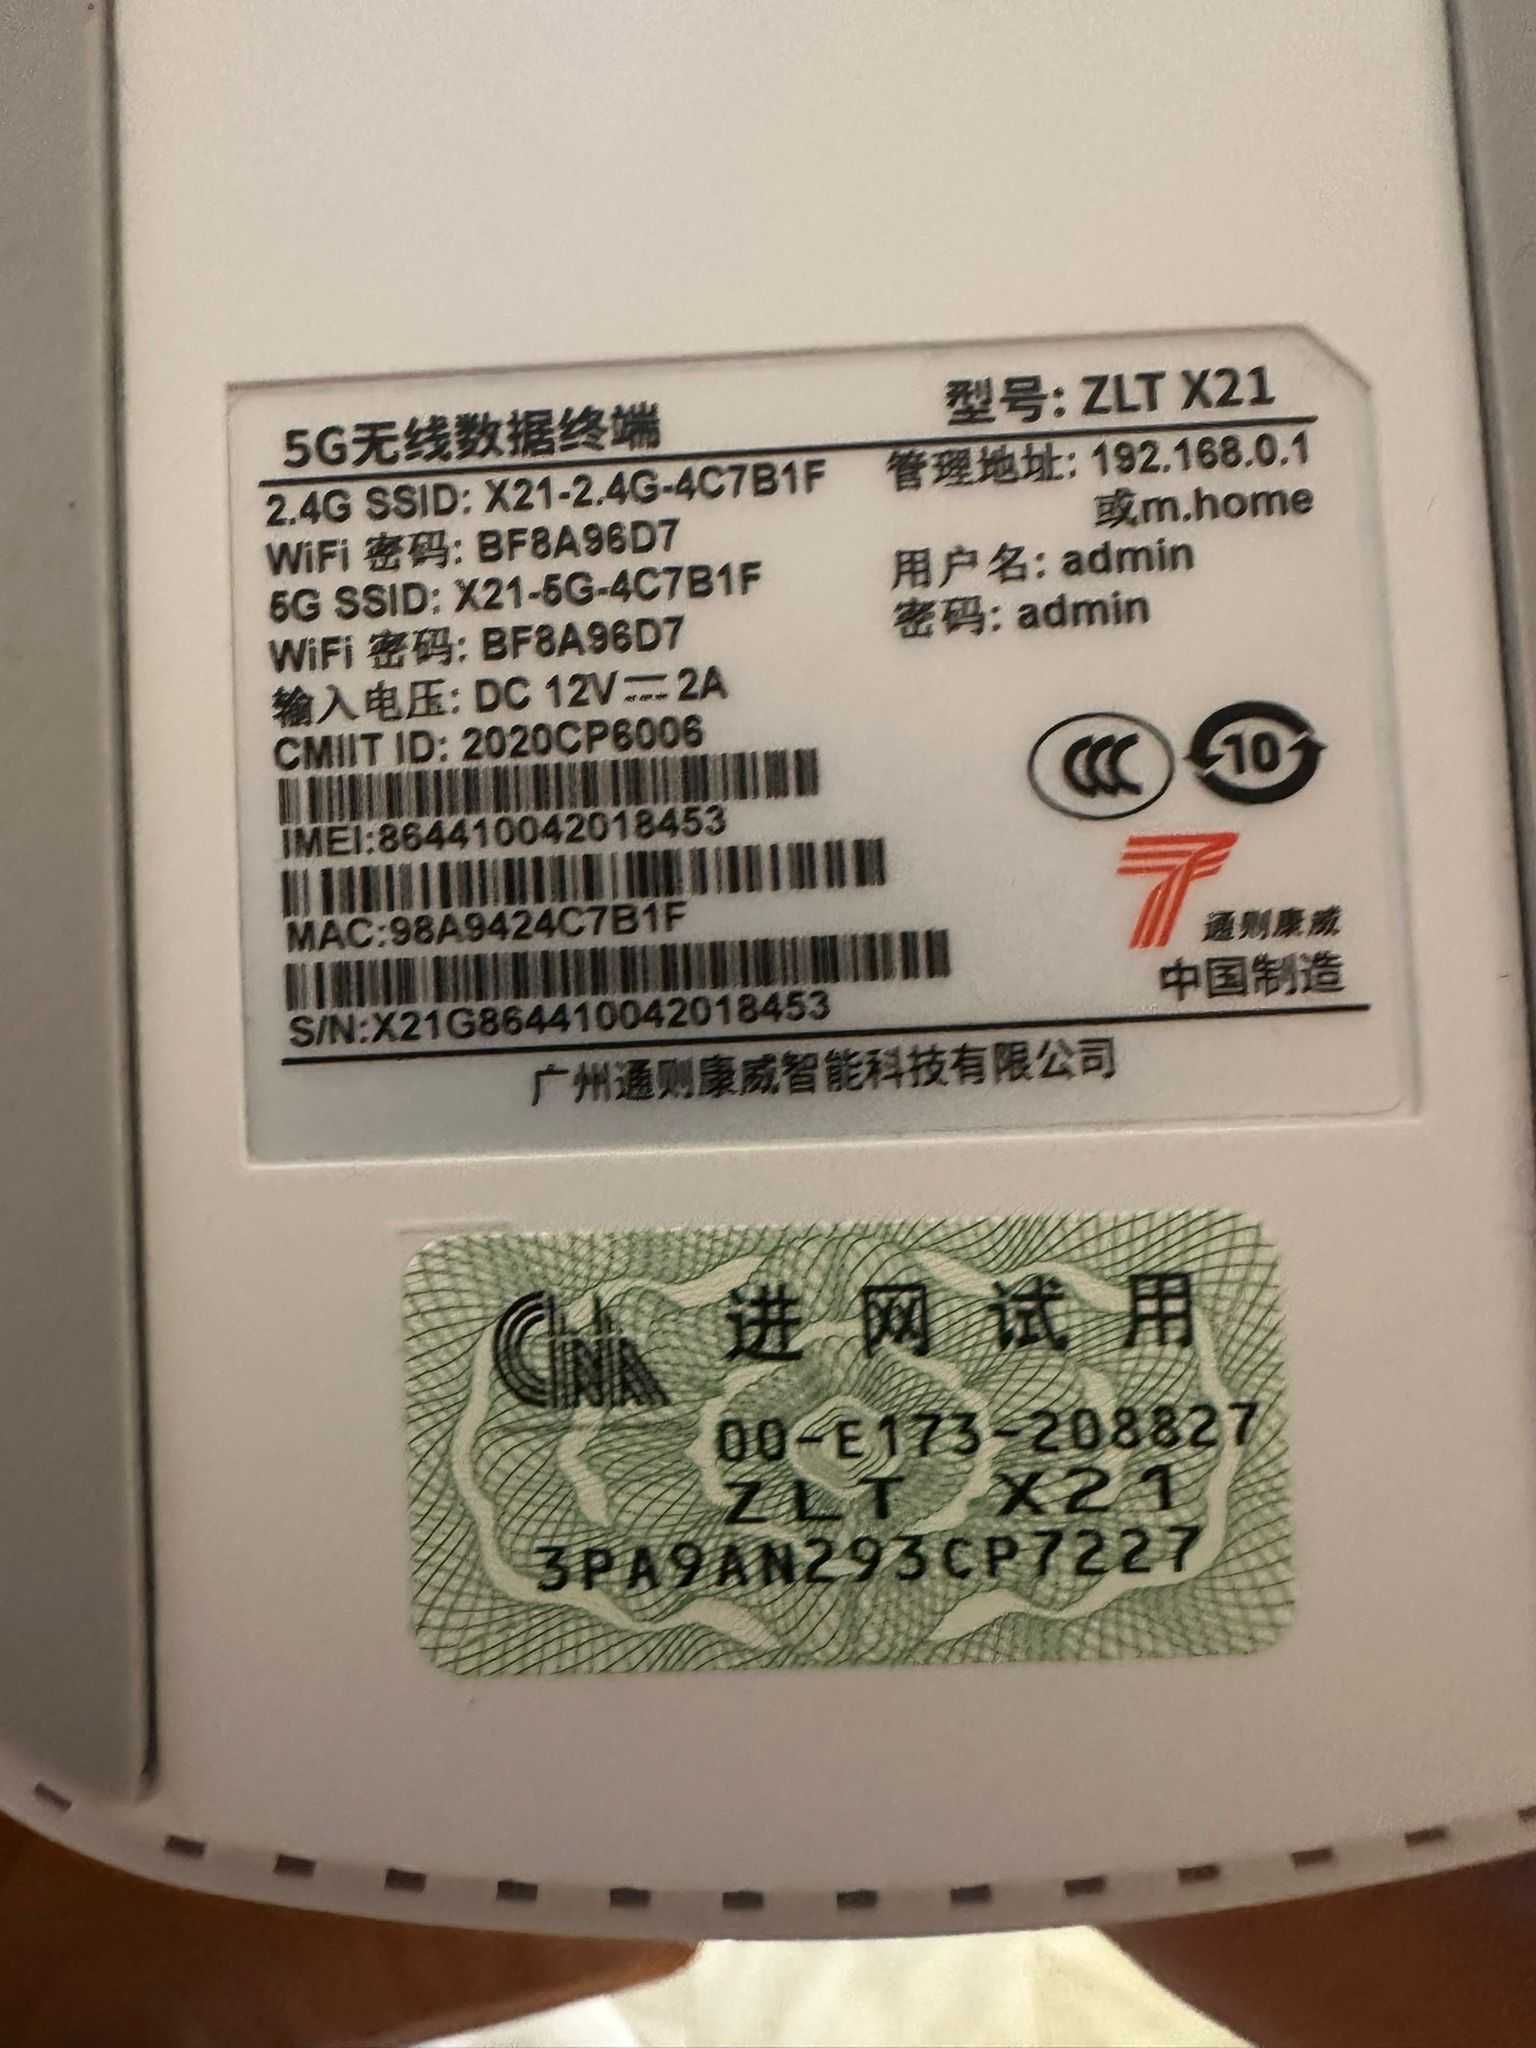 5G无线数据终端
型号: ZLT X21
2.4G SSID: X21-2.4G-4C7B1F
WiFi 密码: BF8A96D7
5G SSID: X21-5G-4C7B1F
WiFi 密码: BF8A96D7
输入电压: DC 12V⎓2A
CMIIT ID: 2020CP6006
IMEI:864410042018453
MAC:98A9424C7B1F
S/N:X21G864410042018453
管理地址: 192.168.0.1
或m.home
用户名: admin
密码: admin
CCC
10
通则康威
中国制造
广州通则康威智能科技有限公司
CNA
进网试用
00-E173-208827
ZLT X21
3PA9AN293CP7227